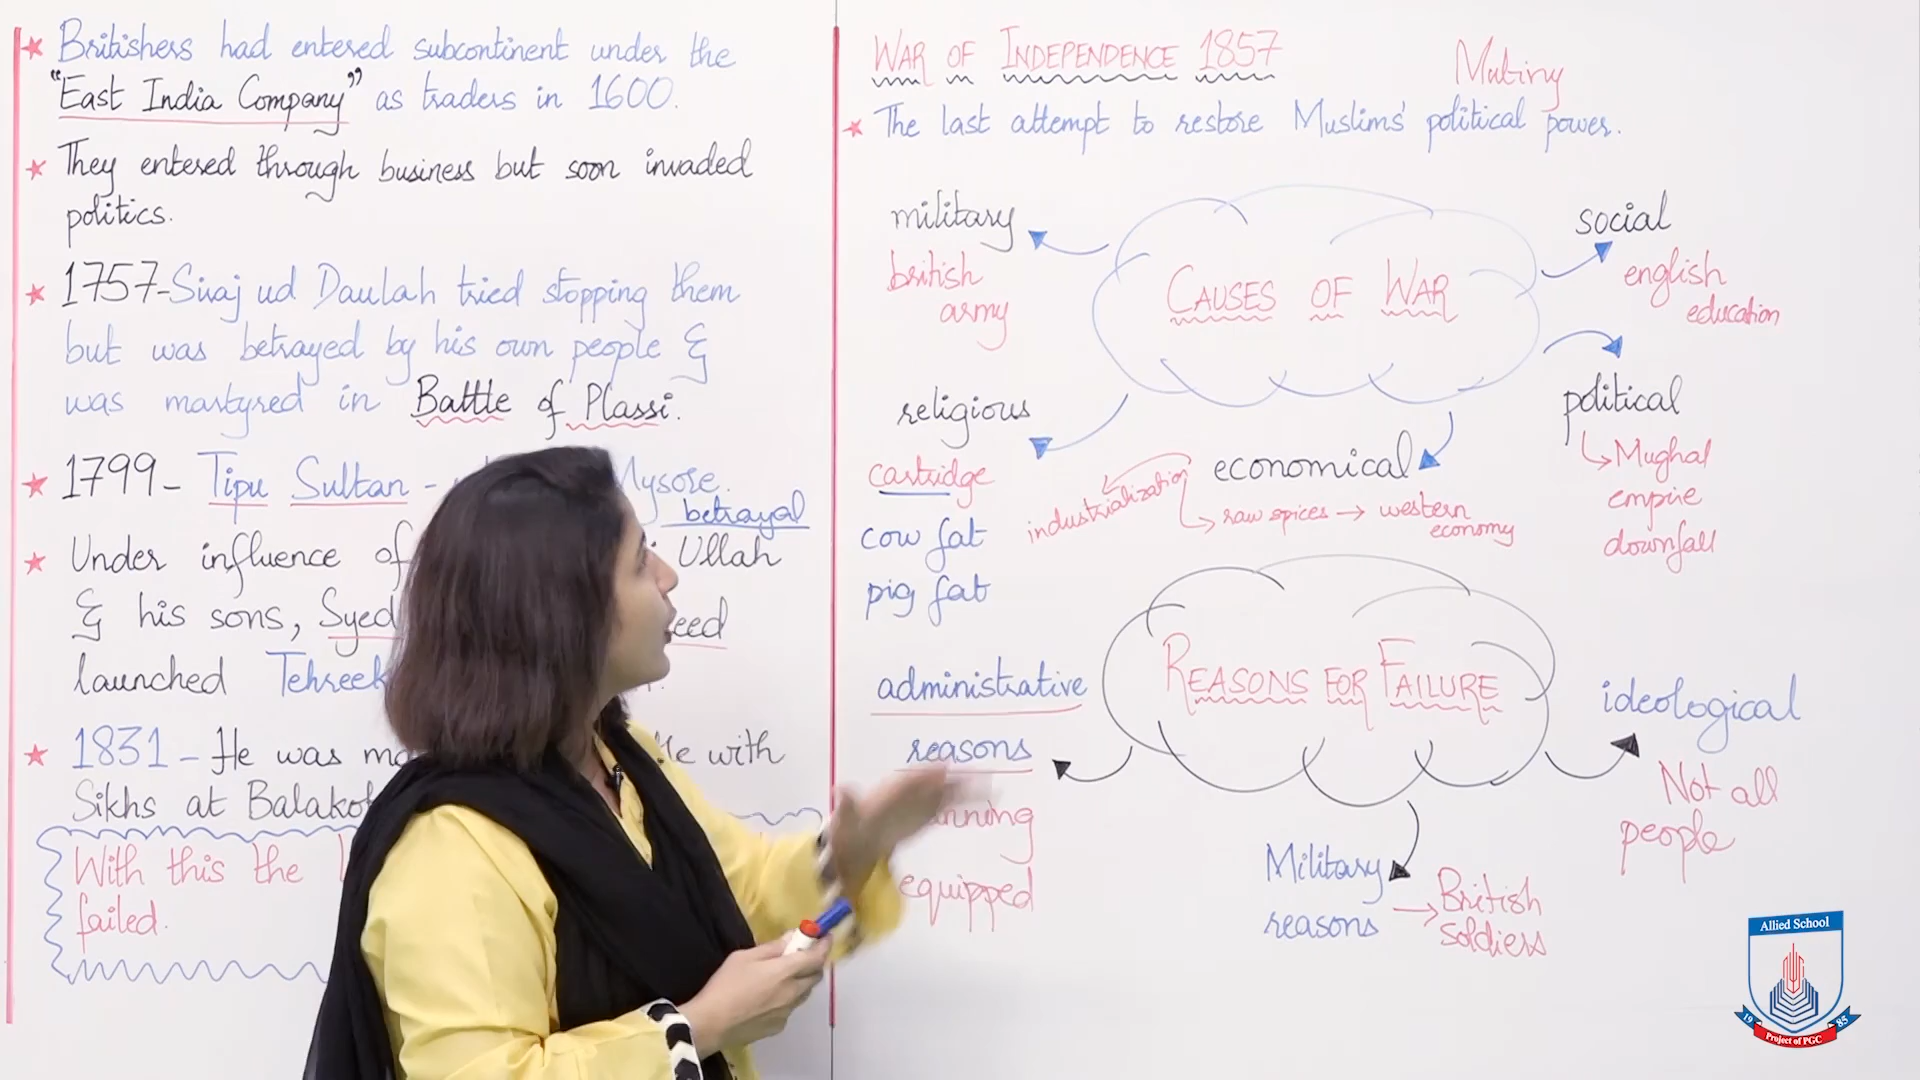 Britishers had entered subcontinent under the
"East India Company" as traders in 1600.
They entered through business but soon invaded
politics.
1757-Siraj ud Daulah tried stopping them
but was betrayed by his own people &
was martyred in Battle of Plassi.
1799- Tipu Sultan - Mysore.
betrayal
Under influence of Ullah
& his sons, Syed
launched Tehreek
1831 - He was with
Sikhs at Balakot
With this the
failed.
WAR OF INDEPENDENCE 1857
Mutiny
The last attempt to restore Muslims' political power.
CAUSES OF WAR
military
british
army
social
english
education
religious
cartridge
cow fat
pig fat
economical
industrialization
raw spices → western
economy
political
Mughal
empire
downfall
REASONS FOR FAILURE
administrative
reasons
equipped
Military
reasons
British
Soldiers
ideological
Not all
people
Allied School
19 85
Project of PGC